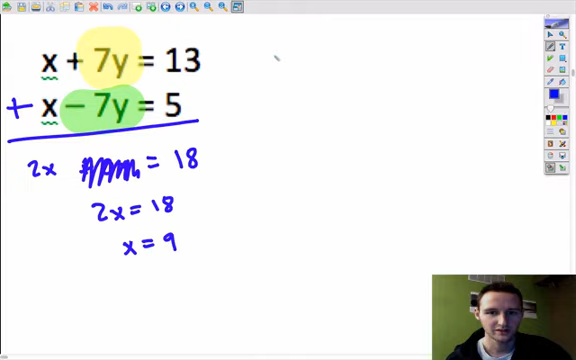 x + 7y = 13
+ x − 7y = 5
2x = 18
2x = 18
x = 9